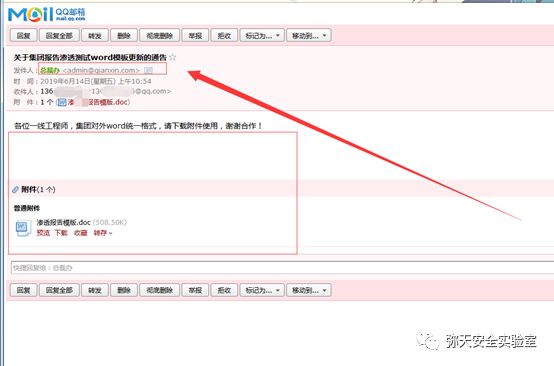 Mail QQ邮箱
mail.qq.com
回复 回复全部 转发 删除 彻底删除 举报 拒收 标记为... 移动到...
关于集团报告渗透测试word模板更新的通告☆
发件人：总裁办 <admin@qianxin.com>
时 间：2019年6月14日(星期五) 上午10:54
收件人：136 @qq.com>
附 件：1 个 (渗 报告模版.doc)
各位一线工程师，集团对外word统一格式，请下载附件使用，谢谢合作！
附件(1 个)
普通附件
渗透报告模版.doc (508.50K)
预览 下载 收藏 转存
快捷回复给：总裁办
回复 回复全部 转发 删除 彻底删除 举报 拒收 标记为... 移动到...
弥天安全实验室